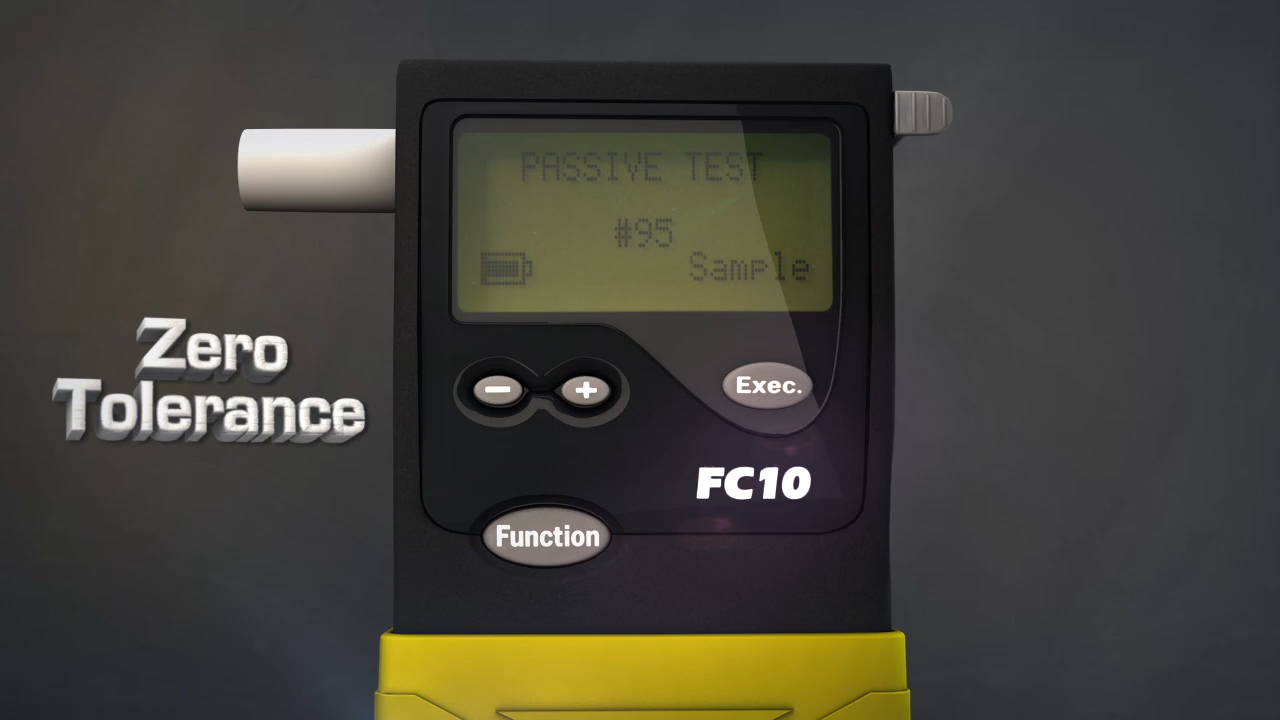 PASSIVE TEST
#95
Sample
Zero
Tolerance
Exec.
FC10
Function